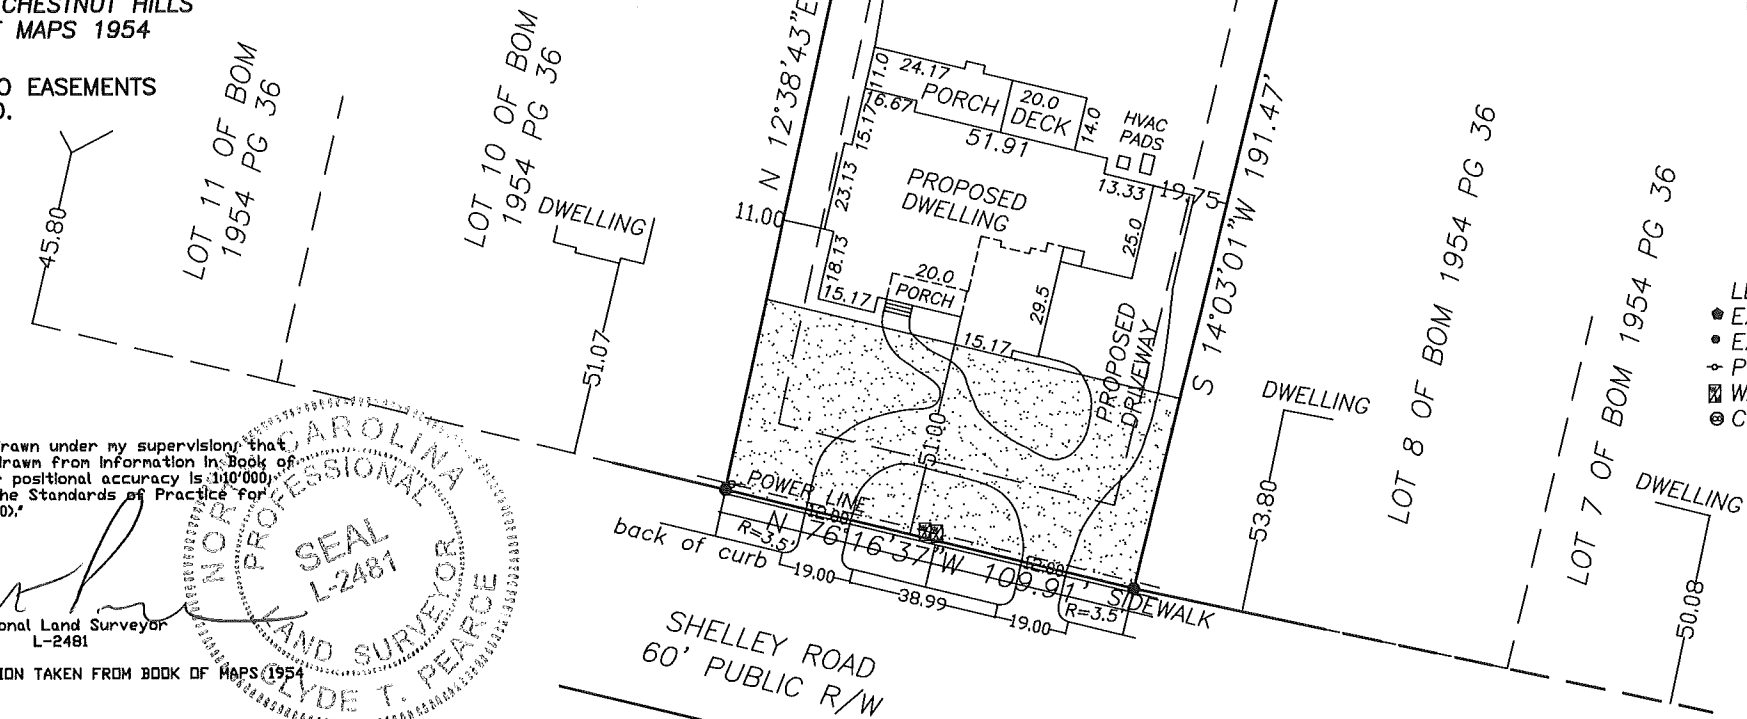 CHESTNUT HILLS
MAPS 1954
EASEMENTS
45.80
LOT 11 OF BOM
1954 PG 36
LOT 10 OF BOM
1954 PG 36
DWELLING
51.07
N 12°38'43"E
11.00
11.0
24.17
PORCH
16.67
20.0
DECK
14.0
HVAC
PADS
15.17
51.91
23.13
PROPOSED
DWELLING
13.33
19.75
25.0
18.13
20.0
PORCH
15.17
29.5
15.17
PROPOSED
DRIVEWAY
S 14°03'01"W 191.47'
51.00
POWER LINE
12.00
R=3.5'
N 76°16'37"W 109.91'
12.00
back of curb
19.00
38.99
19.00
R=3.5'
SIDEWALK
SHELLEY ROAD
60' PUBLIC R/W
DWELLING
53.80
LOT 8 OF BOM 1954 PG 36
LOT 7 OF BOM 1954 PG 36
DWELLING
50.08
rawn under my supervision; that
drawm from information in Book of
positional accuracy is 1:10'000;
he Standards of Practice for
onal Land Surveyor
L-2481
ION TAKEN FROM BOOK OF MAPS 1954
NORTH CAROLINA
PROFESSIONAL
SEAL
L-2481
LAND SURVEYOR
CLYDE T. PEARCE